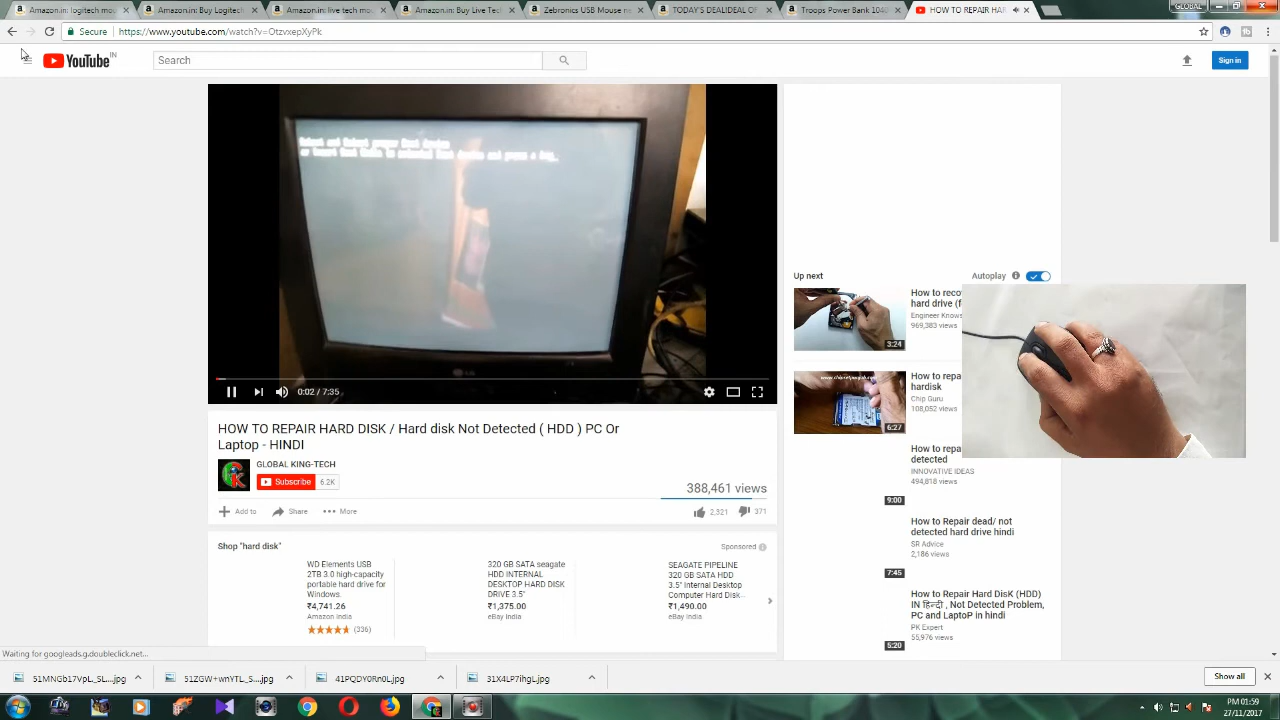 Amazon.in: mouse
Amazon.in: Buy Logitech
Amazon.in: live tech mo
Amazon.in: Buy Live Tec
Zebronics USB Mouse n
TODAY'S DEAL!DEAL OF
Troops Power Bank 1040
HOW TO REPAIR HAR
GLOBAL
Secure
https://www.youtube.com/watch?v=OtzvxepXyPk
YouTube IN
Search
Sign in
0:02 / 7:35
HOW TO REPAIR HARD DISK / Hard disk Not Detected ( HDD ) PC Or
Laptop - HINDI
GLOBAL KING-TECH
Subscribe 6.2K
388,461 views
Add to Share More
2,321 371
Shop "hard disk"
Sponsored
WD Elements USB
2TB 3.0 high-capacity
portable hard drive for
Windows.
₹4,741.26
Amazon India
(336)
320 GB SATA seagate
HDD INTERNAL
DESKTOP HARD DISK
DRIVE 3.5"
₹1,375.00
eBay India
SEAGATE PIPELINE
320 GB SATA HDD
3.5" Internal Desktop
Computer Hard Disk...
₹1,490.00
eBay India
Up next
Autoplay
How to reco
hard drive (f
Engineer Knows
969,383 views
3:24
How to repa
hardisk
Chip Guru
108,052 views
6:27
How to repa
detected
INNOVATIVE IDEAS
494,818 views
9:00
How to Repair dead/ not
detected hard drive hindi
SR Advice
2,186 views
7:45
How to Repair Hard DisK (HDD)
IN हिन्दी , Not Detected Problem,
PC and LaptoP in hindi
PK Expert
55,976 views
5:20
Waiting for googleads.g.doubleclick.net...
51MNGb17VpL_SL....jpg
51ZGW+wnYTL_S....jpg
41PQDY0Rn0L.jpg
31X4LP7ihgL.jpg
Show all
PM 01:59
27/11/2017